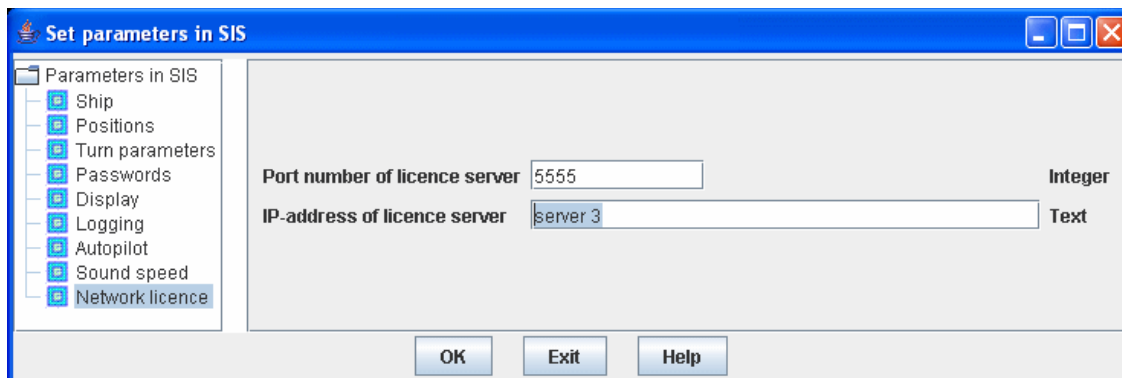 Set parameters in SIS
Parameters in SIS
Ship
Positions
Turn parameters
Passwords
Display
Logging
Autopilot
Sound speed
Network licence
Port number of licence server 5555 Integer
IP-address of licence server server 3 Text
OK Exit Help